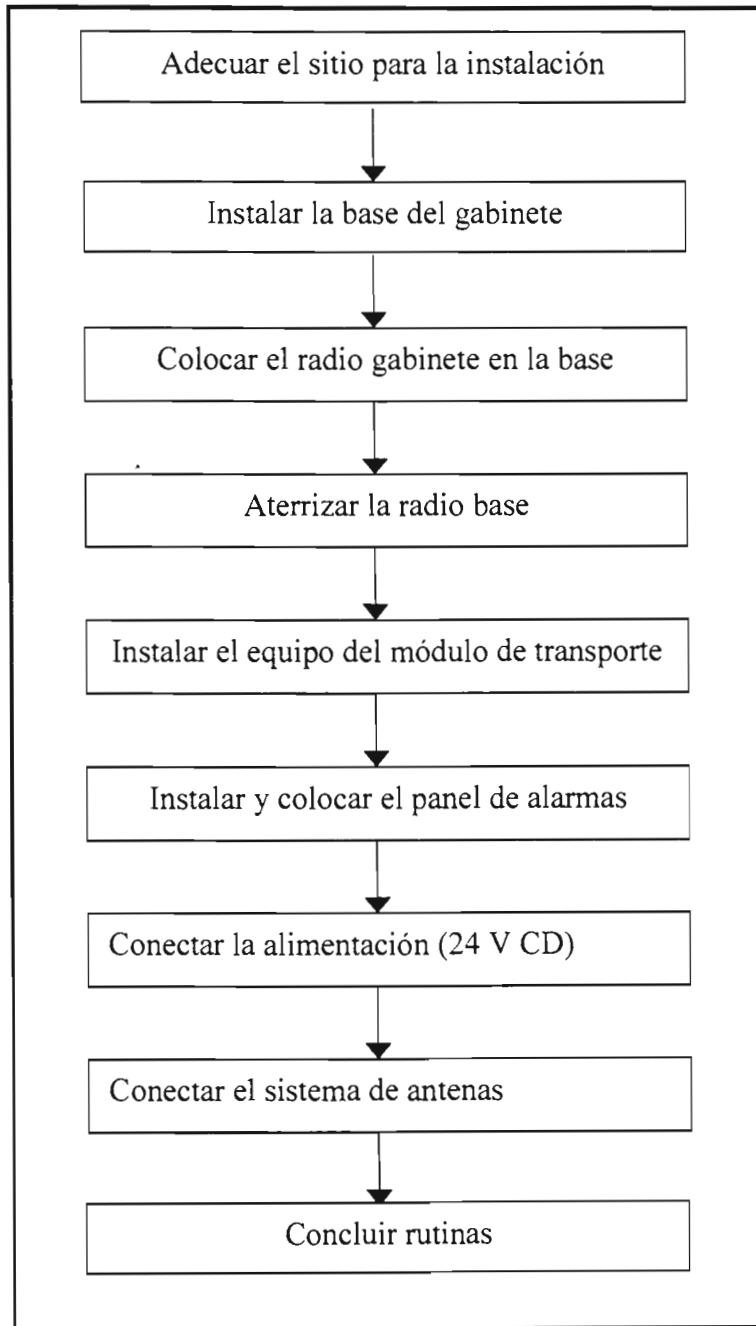 Adecuar el sitio para la instalación
Instalar la base del gabinete
Colocar el radio gabinete en la base
Aterrizar la radio base
Instalar el equipo del módulo de transporte
Instalar y colocar el panel de alarmas
Conectar la alimentación (24 V CD)
Conectar el sistema de antenas
Concluir rutinas